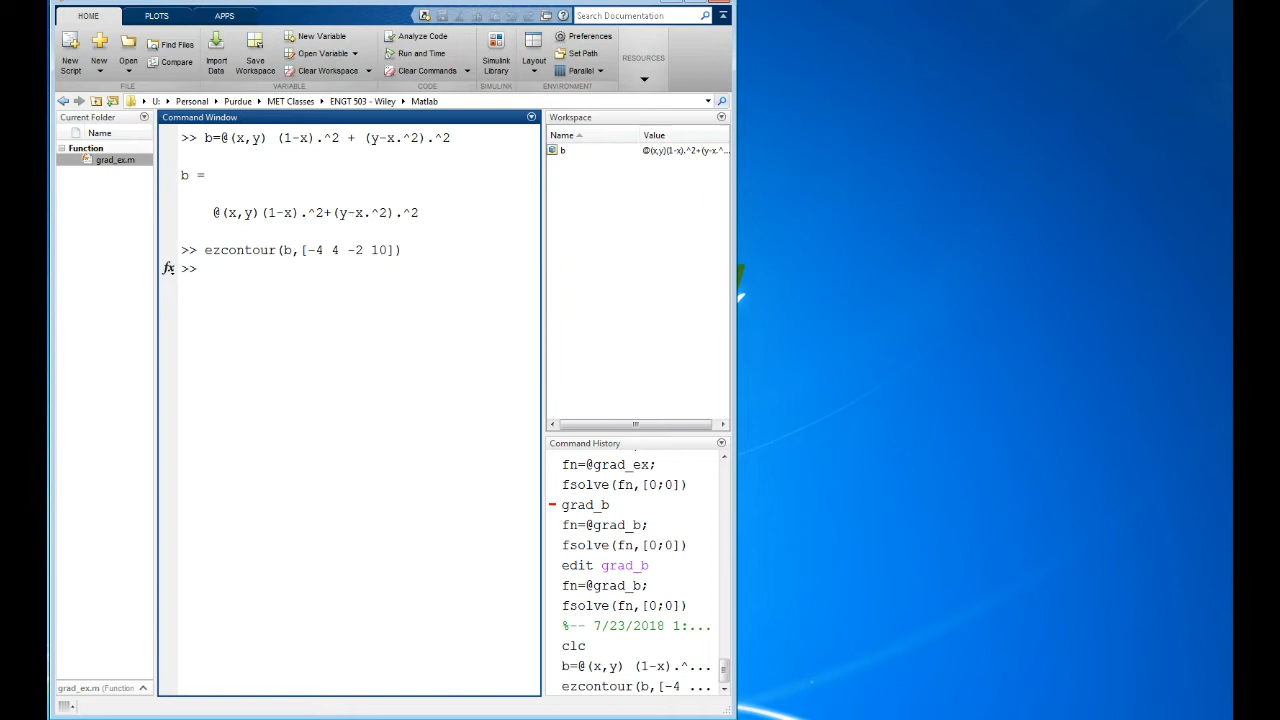 HOME
PLOTS
APPS
Search Documentation
New Script
New
Open
Find Files
Compare
Import Data
Save Workspace
New Variable
Open Variable
Clear Workspace
Analyze Code
Run and Time
Clear Commands
Simulink Library
Layout
Preferences
Set Path
Parallel
RESOURCES
FILE
VARIABLE
CODE
SIMULINK
ENVIRONMENT
U: Personal Purdue MET Classes ENGT 503 - Wiley Matlab
Current Folder
Name
Function
grad_ex.m
grad_ex.m (Function
Command Window
>> b=@(x,y) (1-x).^2 + (y-x.^2).^2
b =
@(x,y)(1-x).^2+(y-x.^2).^2
>> ezcontour(b,[-4 4 -2 10])
fx >>
Workspace
Name Value
b @(x,y)(1-x).^2+(y-x.^...
Command History
fn=@grad_ex;
fsolve(fn,[0;0])
grad_b
fn=@grad_b;
fsolve(fn,[0;0])
edit grad_b
fn=@grad_b;
fsolve(fn,[0;0])
%-- 7/23/2018 1:...
clc
b=@(x,y) (1-x).^...
ezcontour(b,[-4 ...